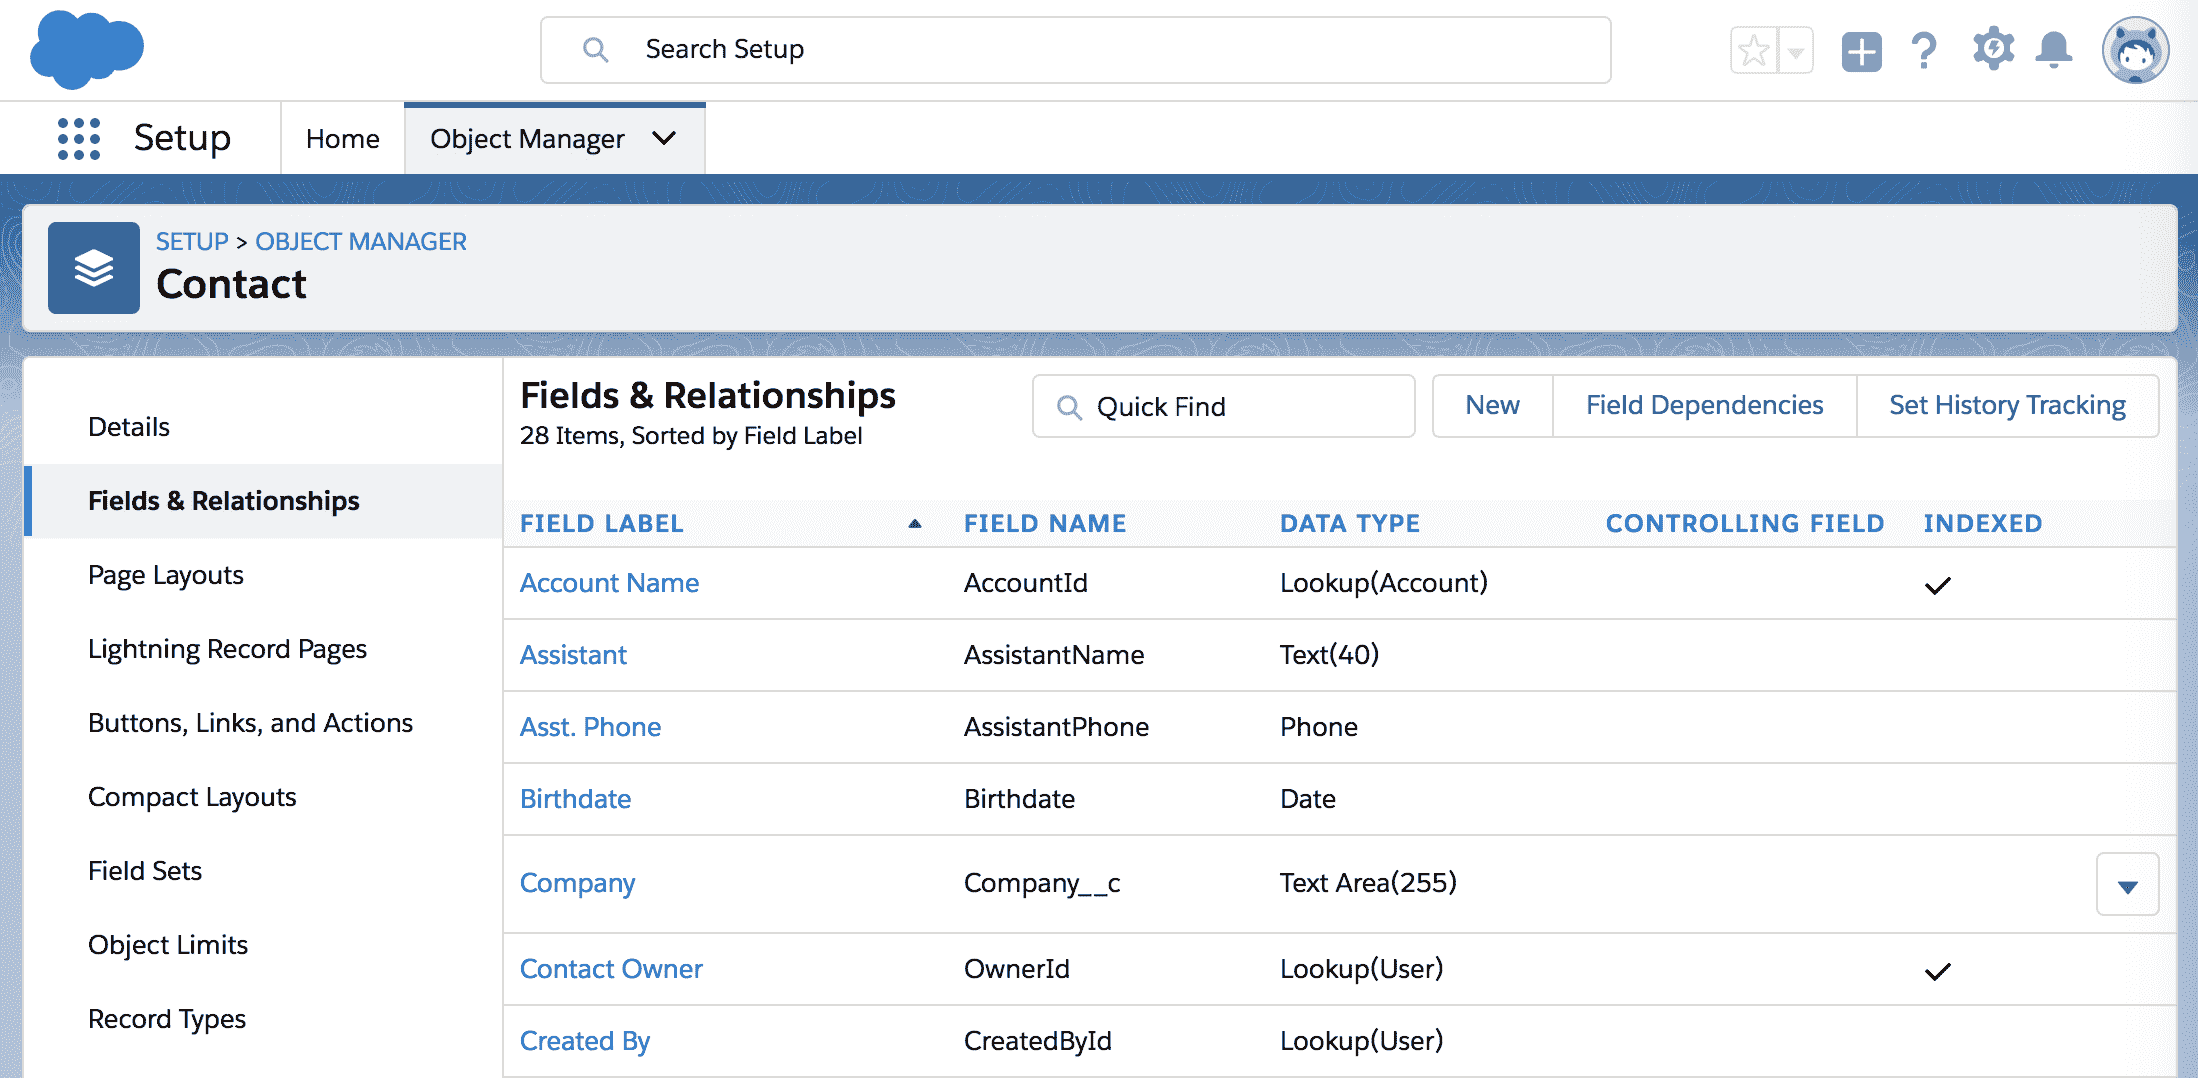 Search Setup
Setup Home Object Manager
SETUP > OBJECT MANAGER
Contact
Details
Fields & Relationships
Page Layouts
Lightning Record Pages
Buttons, Links, and Actions
Compact Layouts
Field Sets
Object Limits
Record Types
Fields & Relationships
28 Items, Sorted by Field Label
Quick Find
New Field Dependencies Set History Tracking
FIELD LABEL FIELD NAME DATA TYPE CONTROLLING FIELD INDEXED
Account Name AccountId Lookup(Account)
Assistant AssistantName Text(40)
Asst. Phone AssistantPhone Phone
Birthdate Birthdate Date
Company Company__c Text Area(255)
Contact Owner OwnerId Lookup(User)
Created By CreatedById Lookup(User)